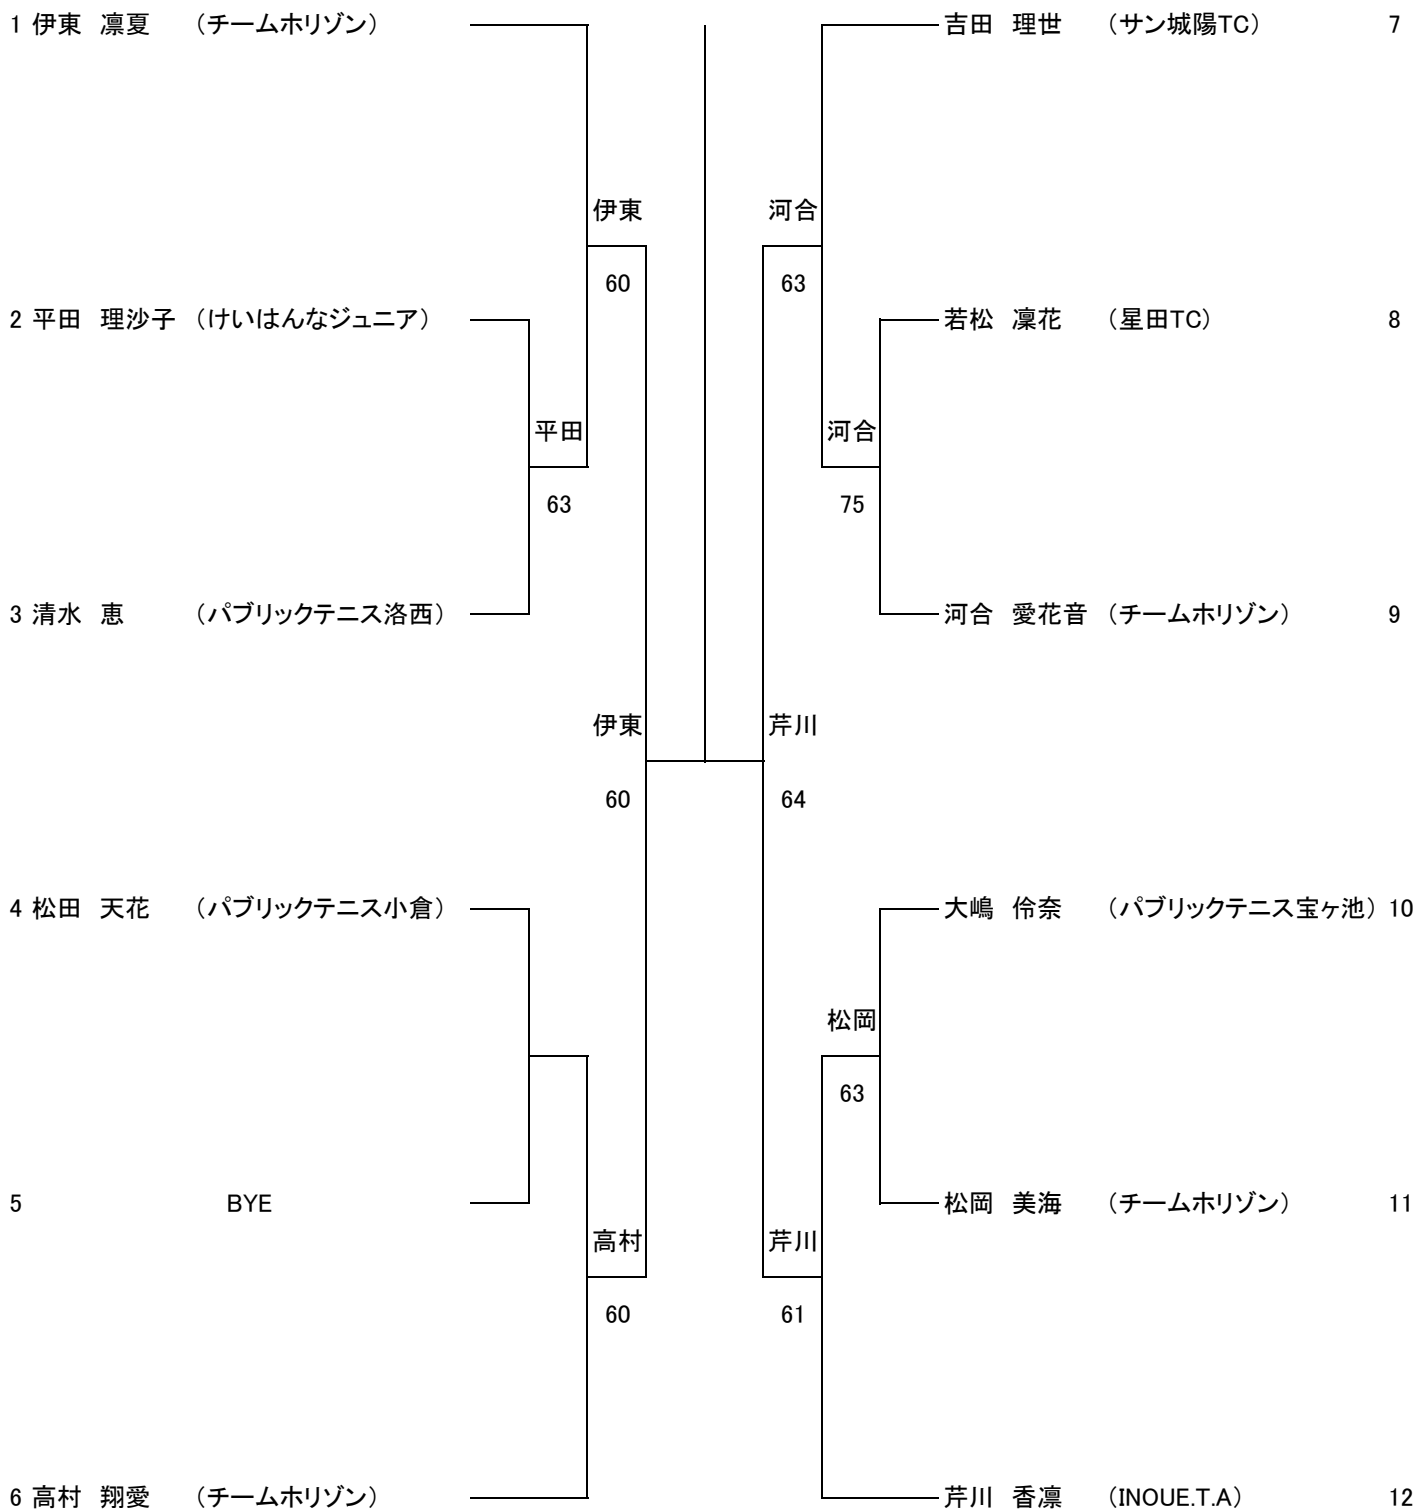 1 伊東 凛夏 （チームホリゾン）
吉田 理世 （サン城陽TC） 7
伊東
河合
60
63
2 平田 理沙子 （けいはんなジュニア）
若松 凜花 （星田TC） 8
平田
河合
63
75
3 清水 恵 （パブリックテニス洛西）
河合 愛花音 （チームホリゾン） 9
伊東
芹川
60
64
4 松田 天花 （パブリックテニス小倉）
大嶋 伶奈 （パブリックテニス宝ヶ池） 10
松岡
63
5 BYE
松岡 美海 （チームホリゾン） 11
高村
芹川
60
61
6 高村 翔愛 （チームホリゾン）
芹川 香凛 （INOUE.T.A） 12